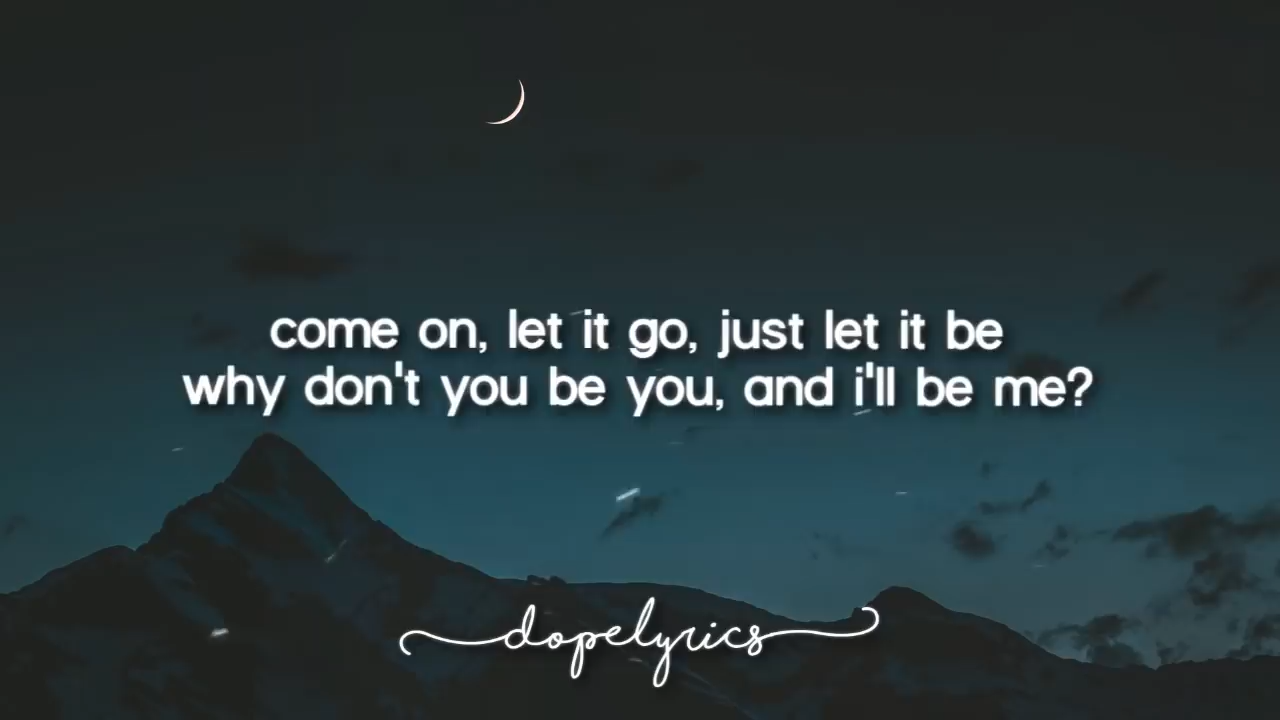 come on, let it go, just let it be
why don't you be you, and i'll be me?
dopelyrics